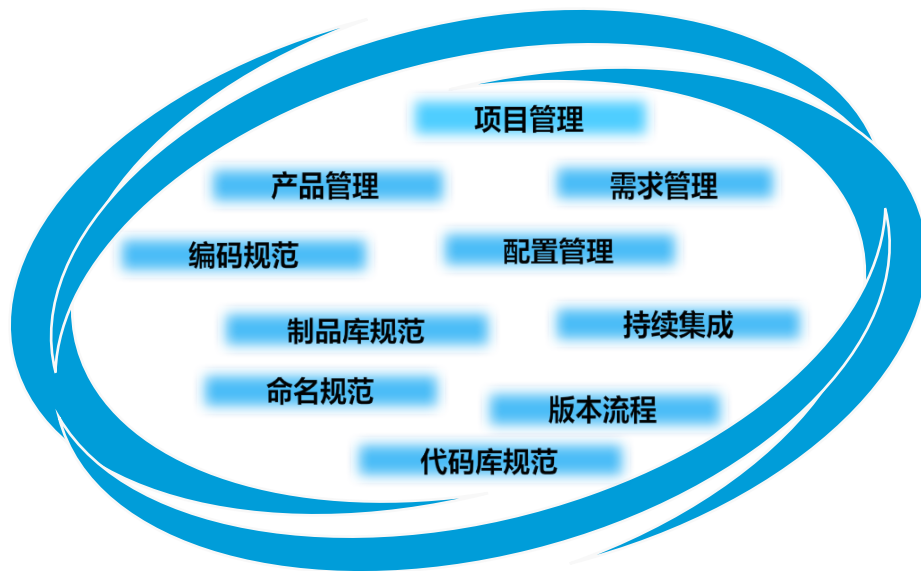 项目管理
产品管理
需求管理
编码规范
配置管理
制品库规范
持续集成
命名规范
版本流程
代码库规范